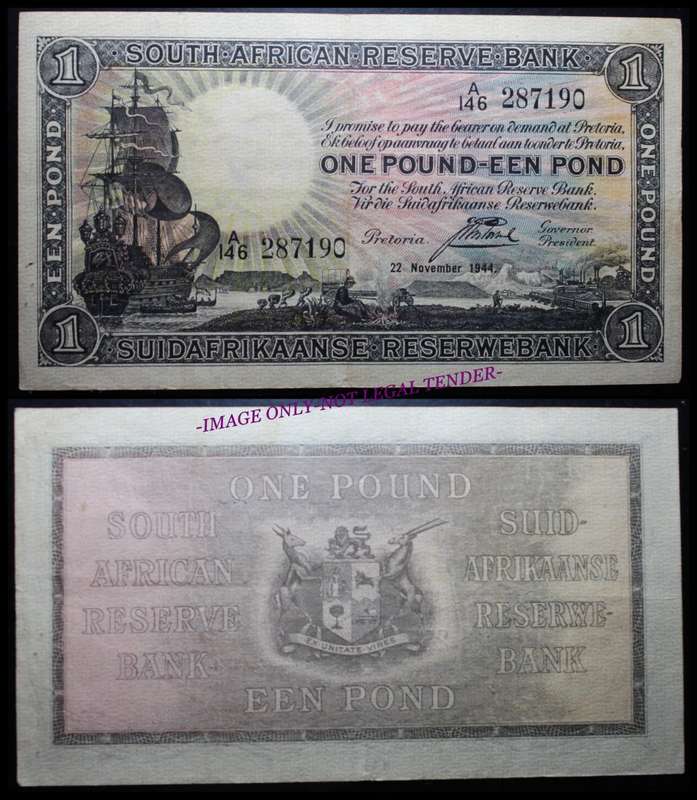 1 · SOUTH · AFRICAN · RESERVE · BANK · 1
A/146 287190
I promise to pay the bearer on demand at Pretoria,
Ek beloof op aanvraag te betaal aan toonder te Pretoria,
ONE POUND-EEN POND
For the South African Reserve Bank.
Vir die Suidafrikaanse Reserwebank.
Pretoria.
Governor
President.
22 November 1944.
A/146 287190
EEN POND
ONE POUND
1 SUIDAFRIKAANSE · RESERWEBANK 1
-IMAGE ONLY-NOT LEGAL TENDER-
ONE POUND
SOUTH
AFRICAN
RESERVE
BANK
SUID-
AFRIKAANSE
RESERWE-
BANK
EX UNITATE VIRES
EEN POND